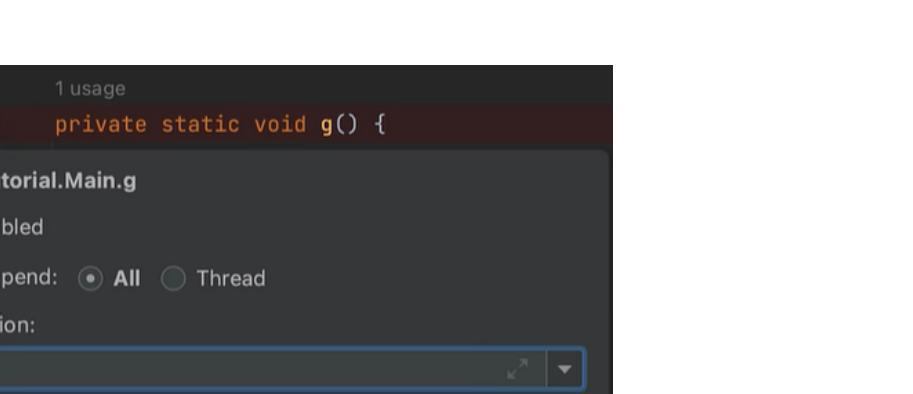 1 usage
private static void g() {
torial.Main.g
bled
pend: All Thread
ion: